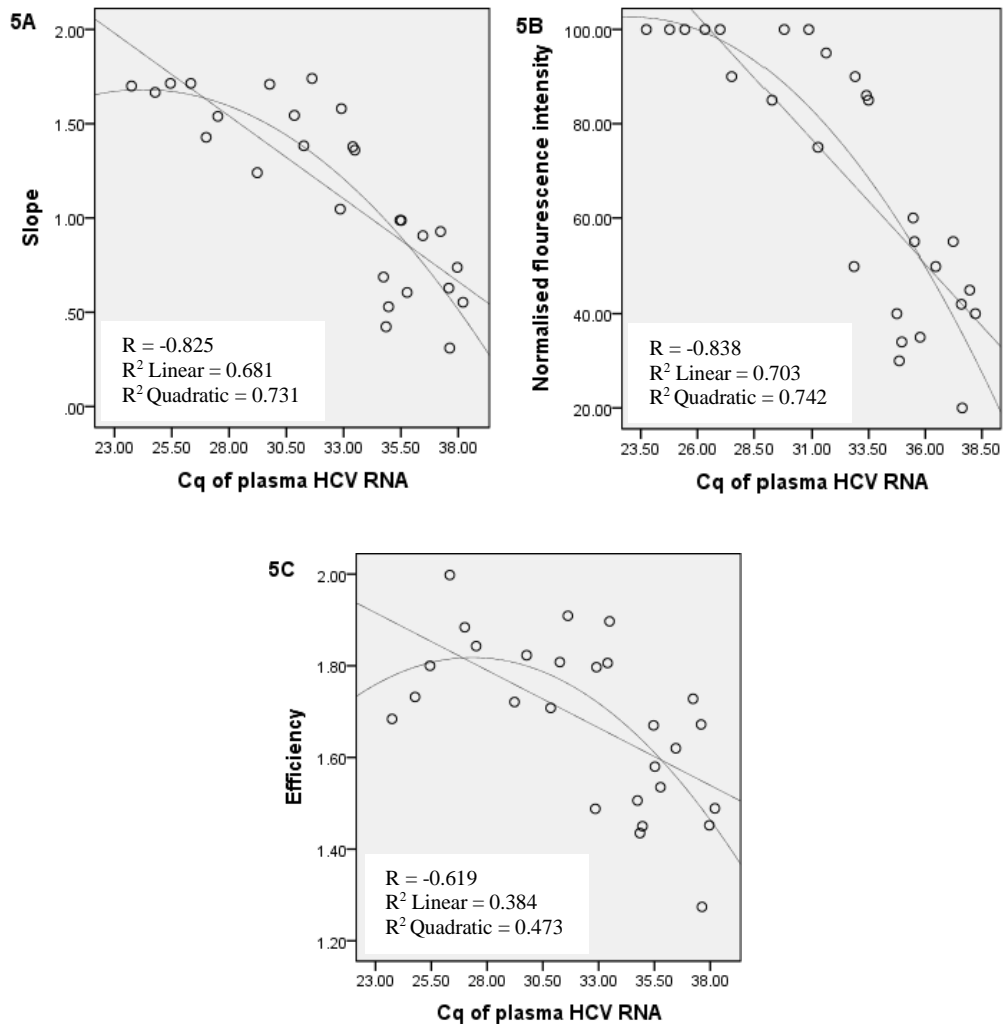 5A
Slope
2.00
1.50
1.00
.50
.00
R = -0.825
R² Linear = 0.681
R² Quadratic = 0.731
23.00 25.50 28.00 30.50 33.00 35.50 38.00
Cq of plasma HCV RNA
5B
Normalised flourescence intensity
100.00
80.00
60.00
40.00
20.00
R = -0.838
R² Linear = 0.703
R² Quadratic = 0.742
23.50 26.00 28.50 31.00 33.50 36.00 38.50
Cq of plasma HCV RNA
5C
Efficiency
2.00
1.80
1.60
1.40
1.20
R = -0.619
R² Linear = 0.384
R² Quadratic = 0.473
23.00 25.50 28.00 30.50 33.00 35.50 38.00
Cq of plasma HCV RNA